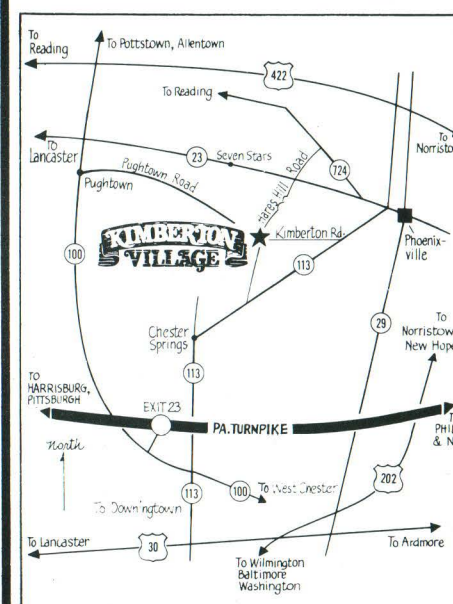 To
Reading
To Pottstown, Allentown
422
To Reading
To
Lancaster
23
Seven Stars
724
To
Pughtown Road
Pughtown
Hares Hill Road
KIMBERTON
VILLAGE
Kimberton Rd.
Phoenix-
ville
100
113
29
Chester
Springs
To
New Hope
113
TO
HARRISBURG,
PITTSBURGH
EXIT 23
PA. TURNPIKE
North
202
113
100
To West Chester
To Downingtown
To Lancaster
30
To Ardmore
To Wilmington
Baltimore
Washington